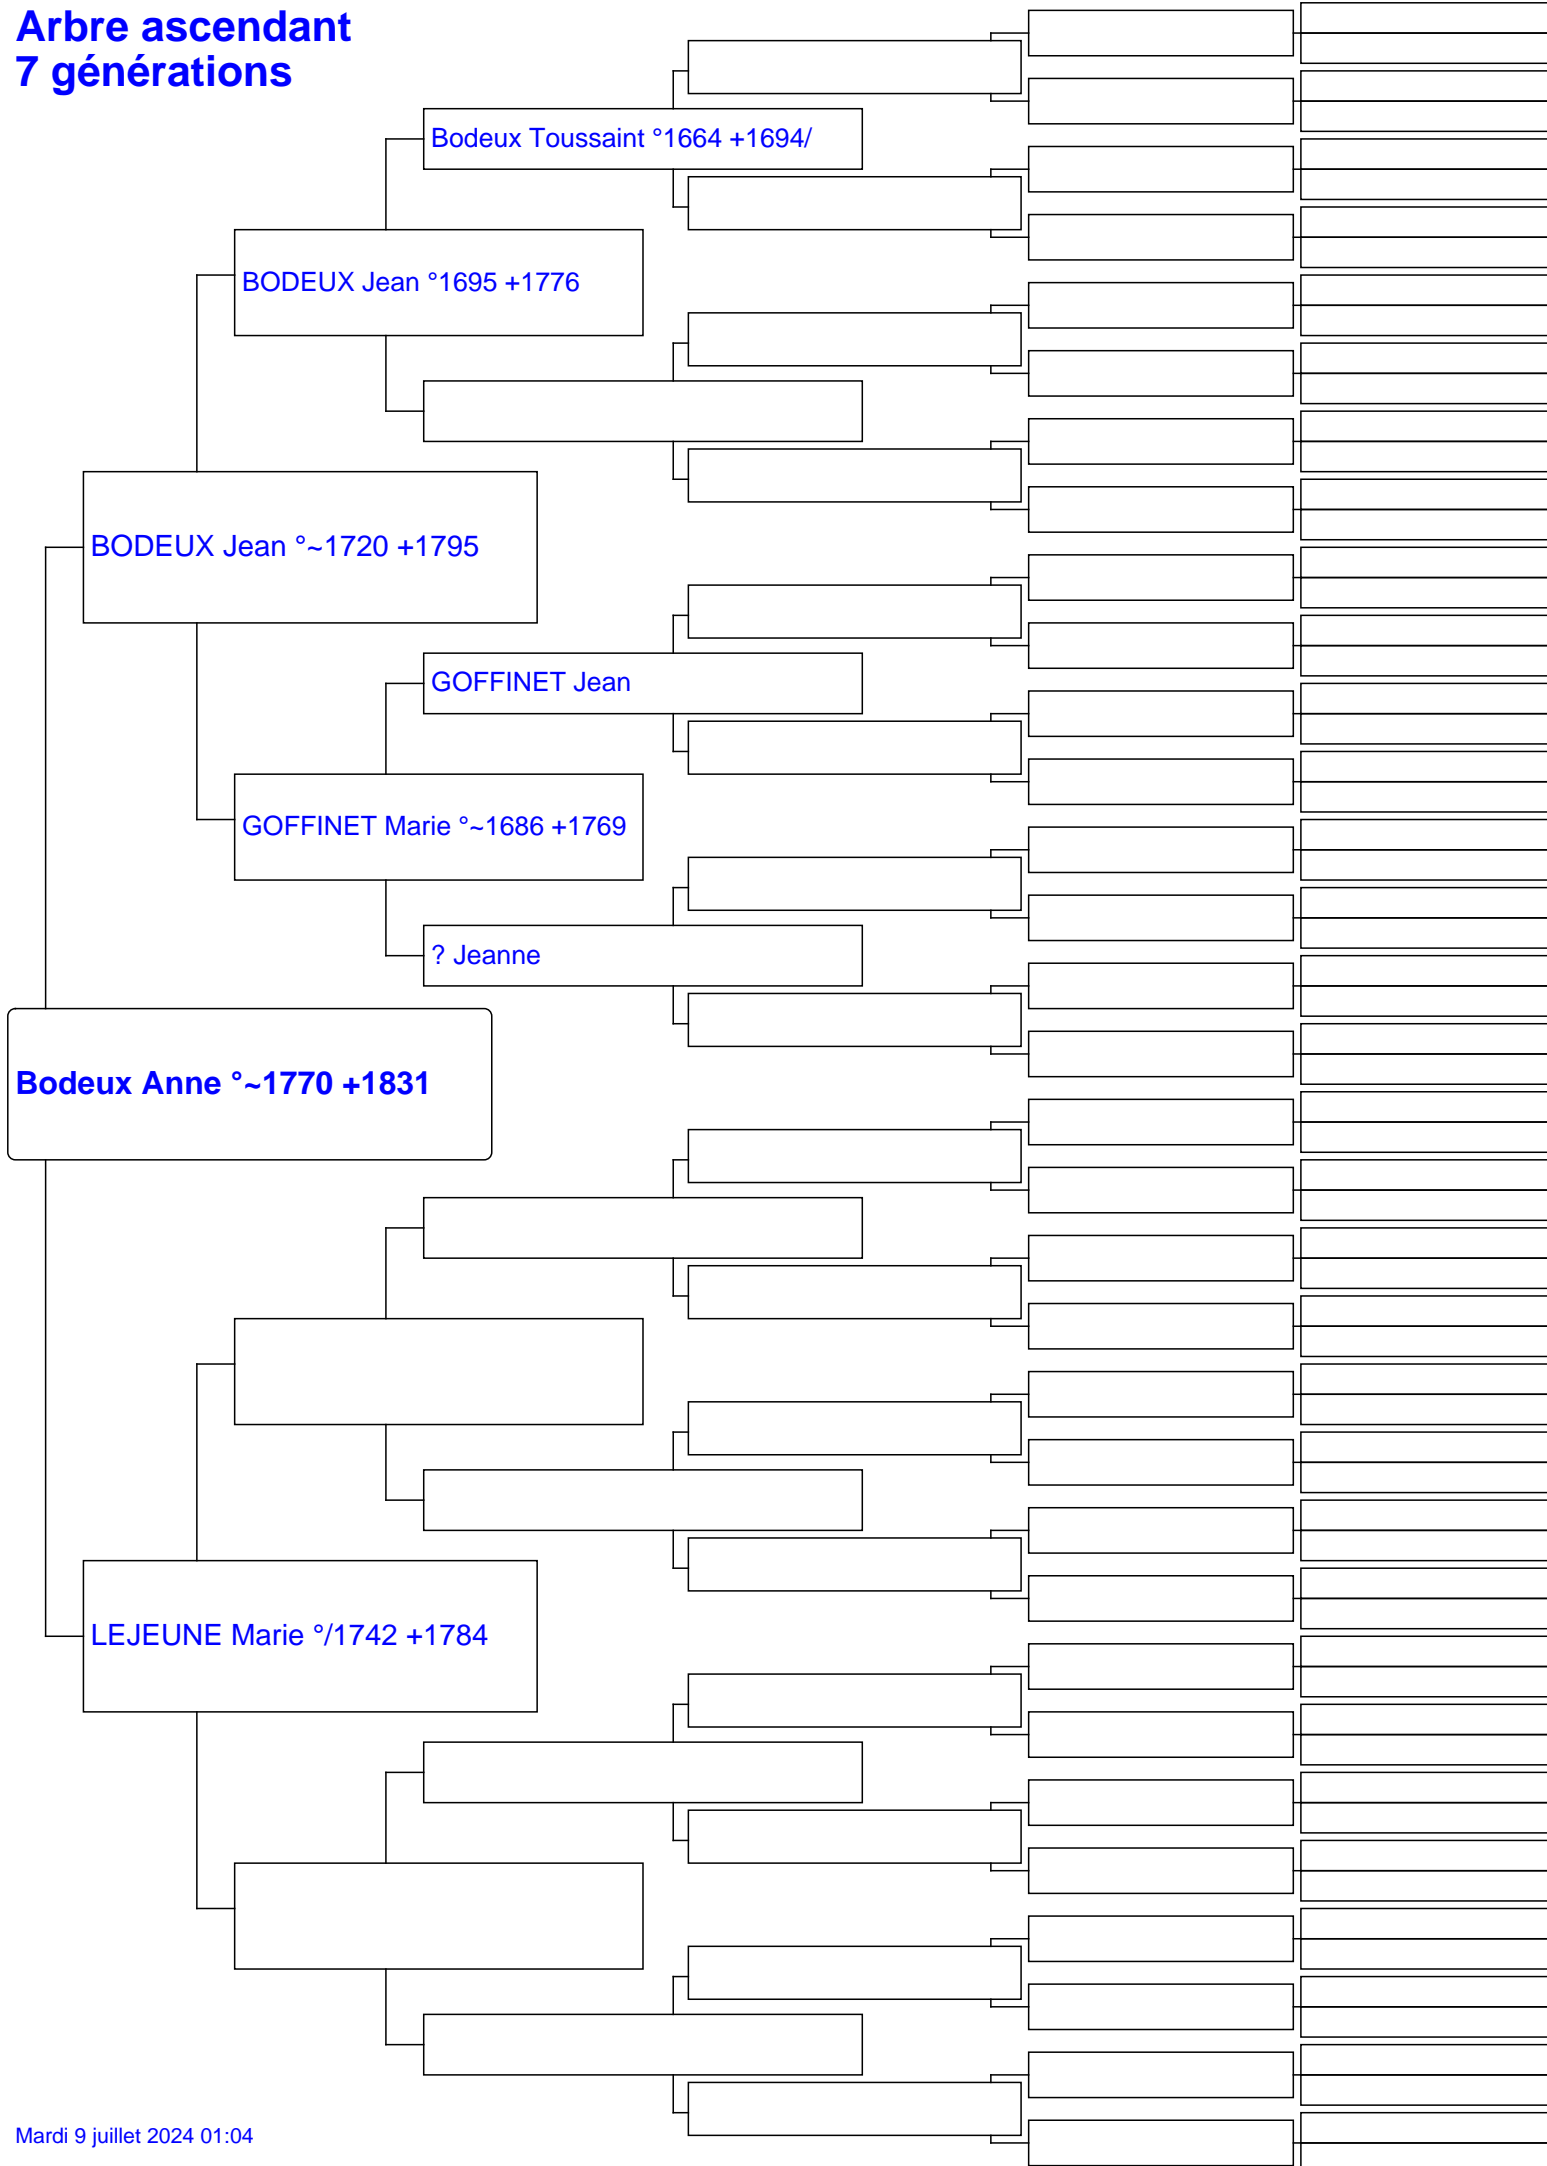 Arbre ascendant
7 générations
Bodeux Toussaint °1664 +1694/
BODEUX Jean °1695 +1776
BODEUX Jean °~1720 +1795
GOFFINET Jean
GOFFINET Marie °~1686 +1769
? Jeanne
Bodeux Anne °~1770 +1831
LEJEUNE Marie °/1742 +1784
Mardi 9 juillet 2024 01:04